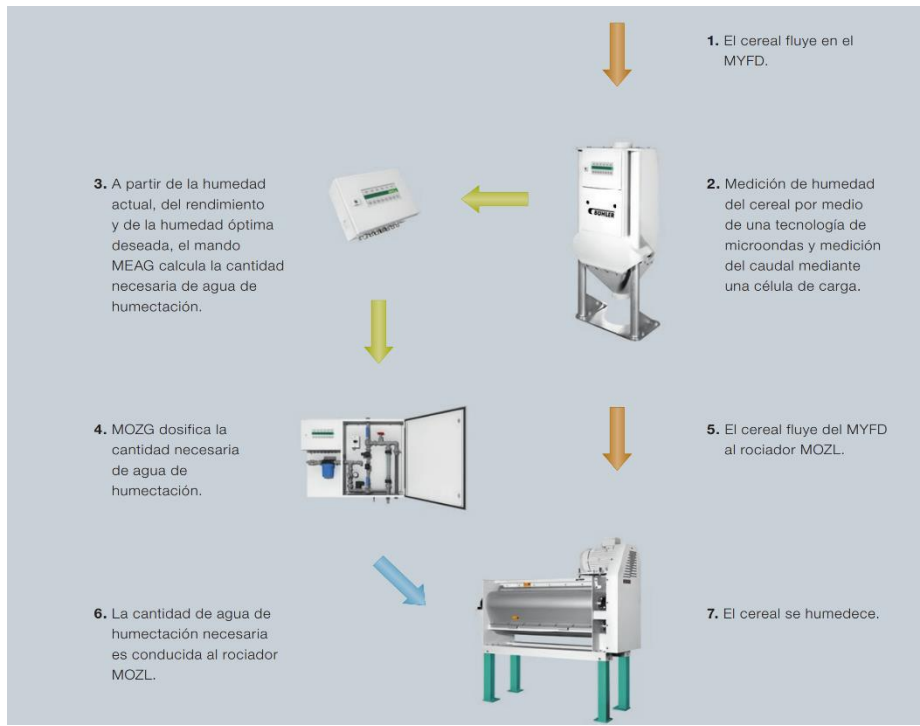 1. El cereal fluye en el
MYFD.
2. Medición de humedad
del cereal por medio
de una tecnología de
microondas y medición
del caudal mediante
una célula de carga.
BÜHLER
3. A partir de la humedad
actual, del rendimiento
y de la humedad óptima
deseada, el mando
MEAG calcula la cantidad
necesaria de agua de
humectación.
4. MOZG dosifica la
cantidad necesaria
de agua de
humectación.
5. El cereal fluye del MYFD
al rociador MOZL.
6. La cantidad de agua de
humectación necesaria
es conducida al rociador
MOZL.
7. El cereal se humedece.